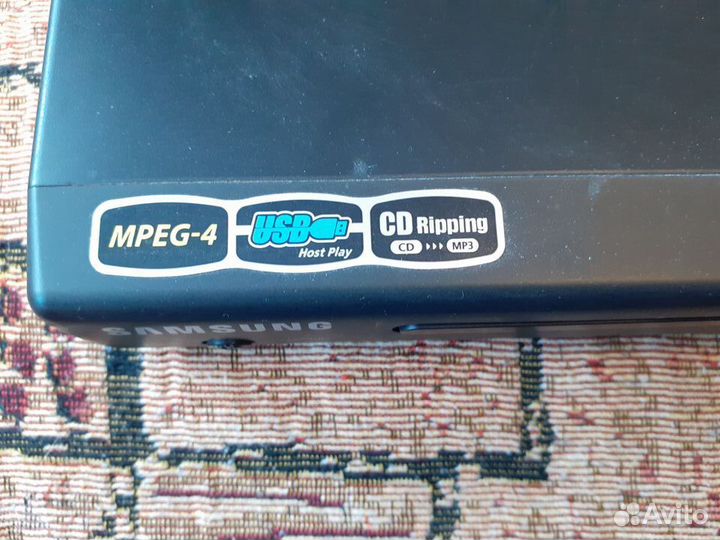 MPEG-4
USB
Host Play
CD Ripping
CD ▸▸▸ MP3
SAMSUNG
Avito